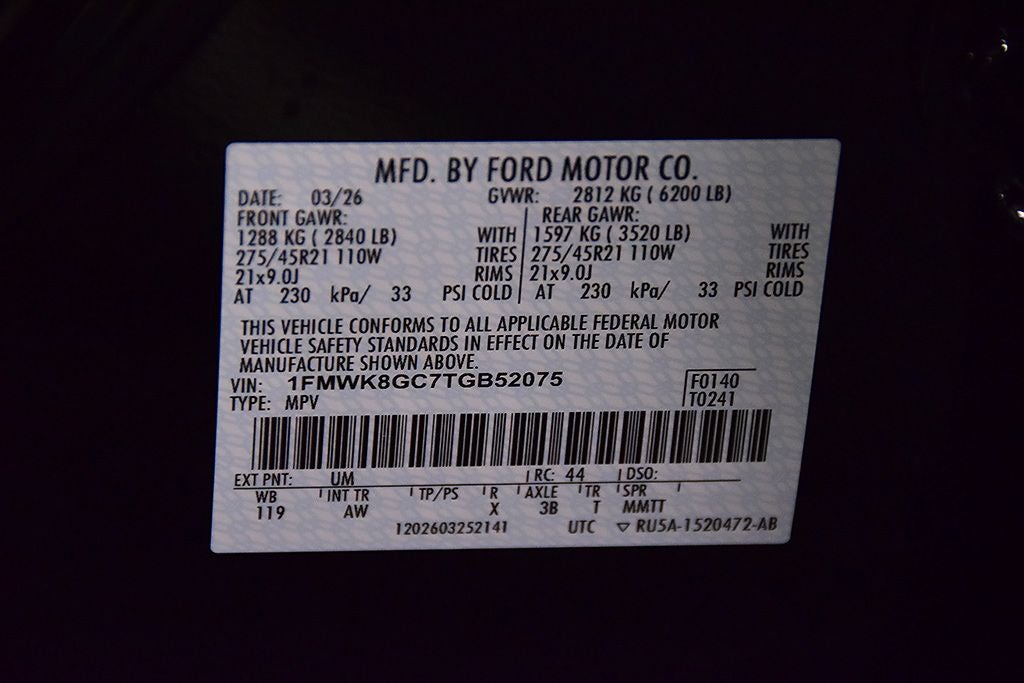 MFD. BY FORD MOTOR CO.
DATE: 03/26 GVWR: 2812 KG ( 6200 LB)
FRONT GAWR: REAR GAWR:
1288 KG ( 2840 LB) WITH 1597 KG ( 3520 LB) WITH
275/45R21 110W TIRES 275/45R21 110W TIRES
21x9.0J RIMS 21x9.0J RIMS
AT 230 kPa/ 33 PSI COLD AT 230 kPa/ 33 PSI COLD
THIS VEHICLE CONFORMS TO ALL APPLICABLE FEDERAL MOTOR
VEHICLE SAFETY STANDARDS IN EFFECT ON THE DATE OF
MANUFACTURE SHOWN ABOVE.
VIN: 1FMWK8GC7TGB52075 F0140
TYPE: MPV T0241
EXT PNT: UM RC: 44 DSO:
WB INT TR TP/PS R AXLE TR SPR
119 AW X 3B T MMTT
1202603252141 UTC ▽ RU5A-1520472-AB